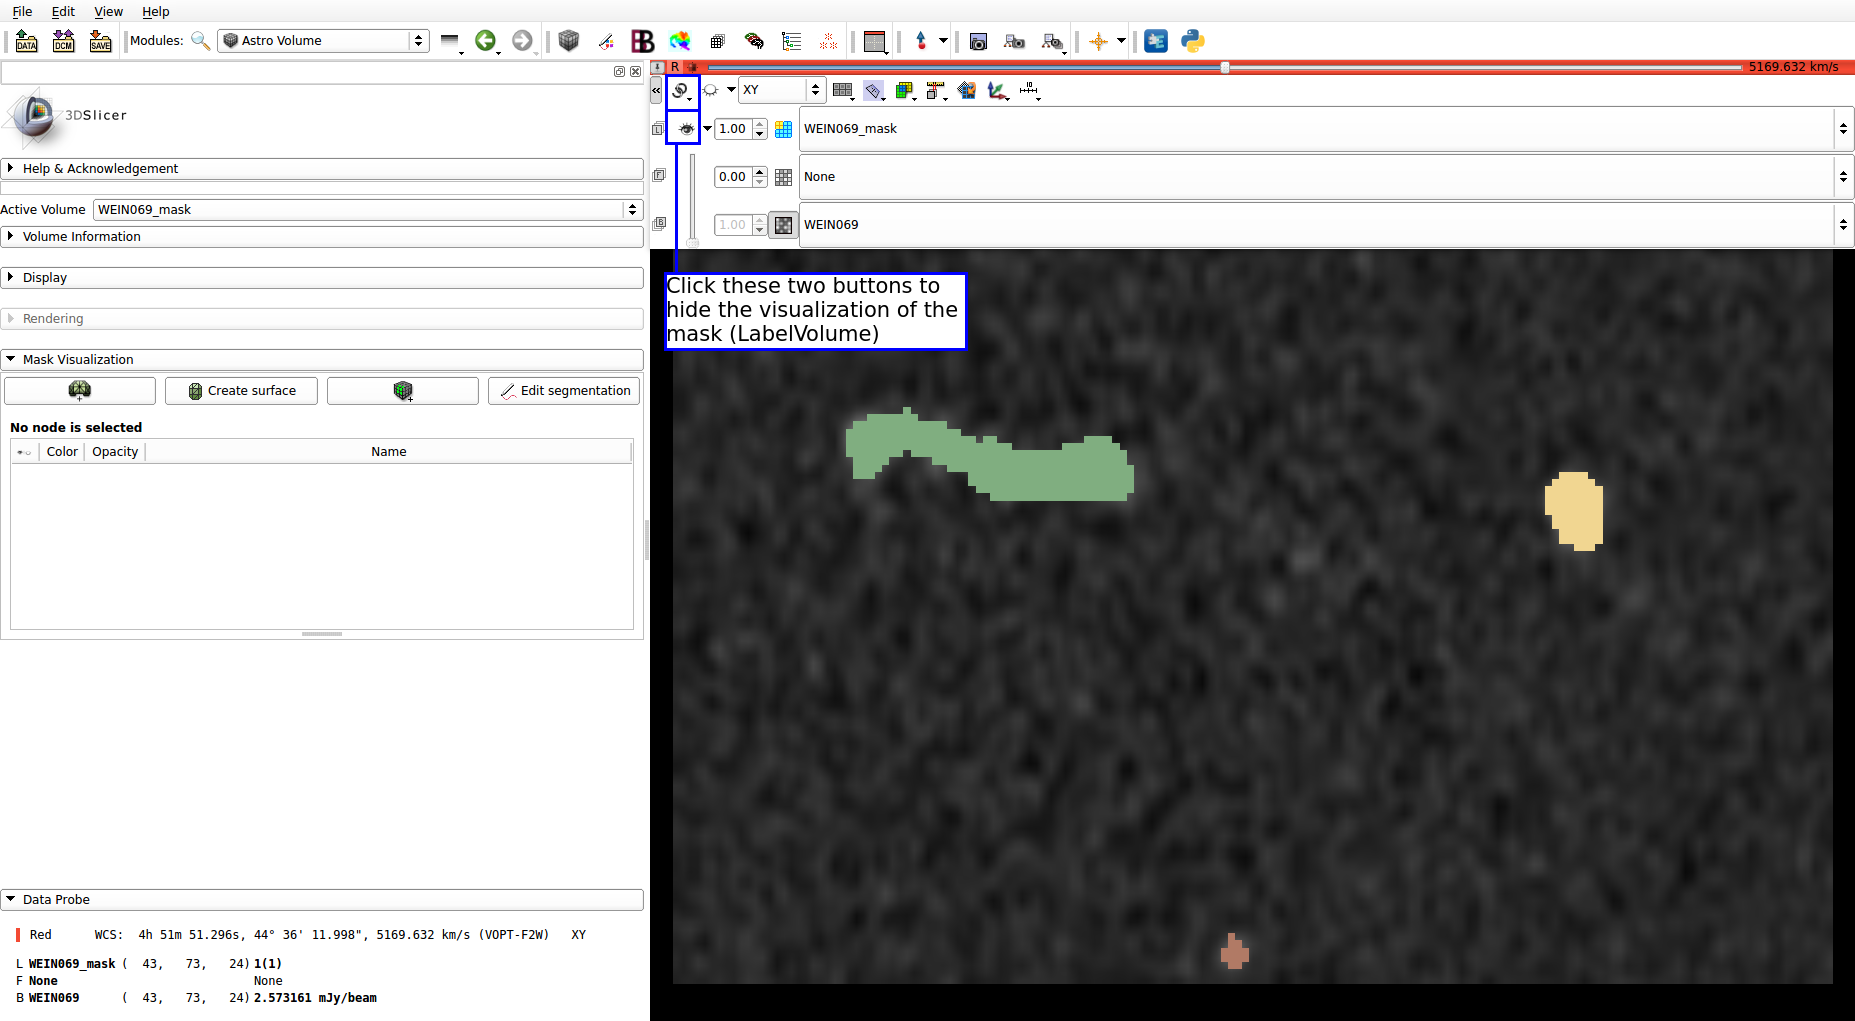 File Edit View Help
DATA DCM SAVE Modules: Astro Volume
R 5169.632 km/s
XY
L 1.00 WEIN069_mask
F 0.00 None
B 1.00 WEIN069
3DSlicer
Help & Acknowledgement
Active Volume WEIN069_mask
Volume Information
Display
Rendering
Mask Visualization
Create surface Edit segmentation
No node is selected
Color Opacity Name
Click these two buttons to
hide the visualization of the
mask (LabelVolume)
Data Probe
Red WCS: 4h 51m 51.296s, 44° 36' 11.998", 5169.632 km/s (VOPT-F2W) XY
L WEIN069_mask ( 43, 73, 24) 1(1)
F None None
B WEIN069 ( 43, 73, 24) 2.573161 mJy/beam